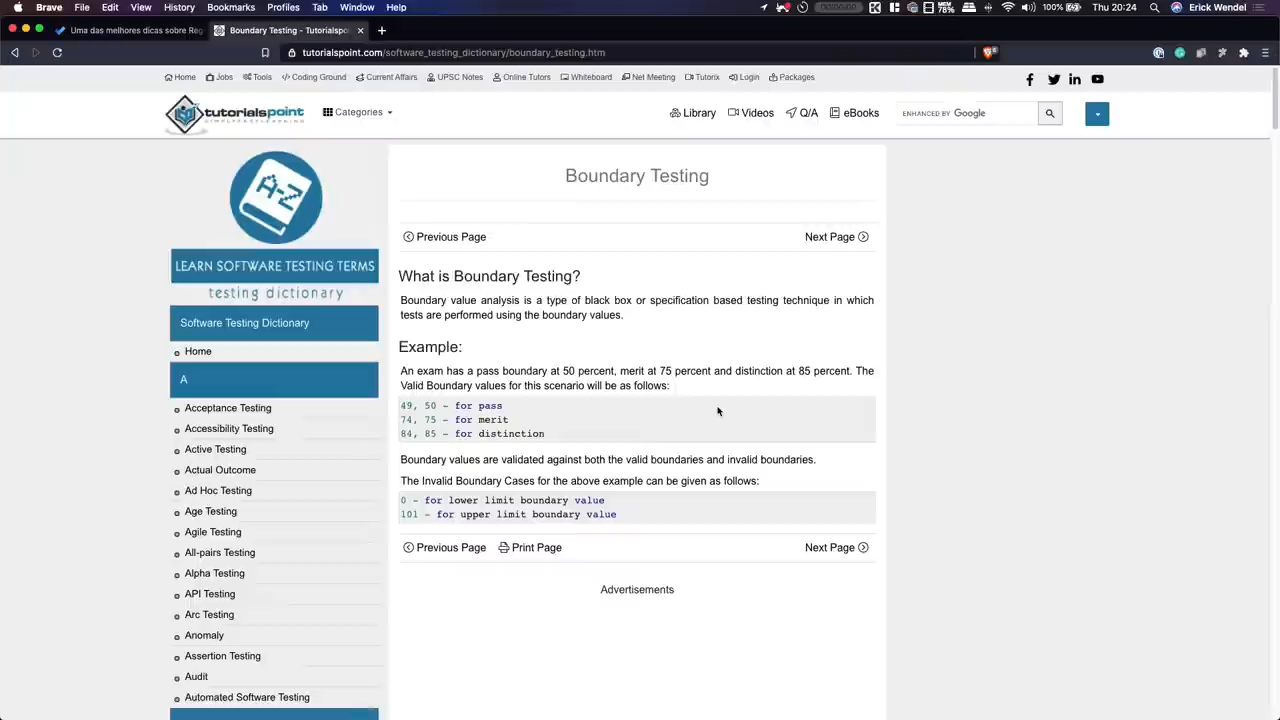 Brave File Edit View History Bookmarks Profiles Tab Window Help
100% Thu 20:24 Erick Wendel
Uma das melhores dicas sobre Reg
Boundary Testing - Tutorialspo
tutorialspoint.com/software_testing_dictionary/boundary_testing.htm
Home Jobs Tools Coding Ground Current Affairs UPSC Notes Online Tutors Whiteboard Net Meeting Tutorix Login Packages
tutorialspoint
Categories
Library Videos Q/A eBooks
ENHANCED BY Google
A-Z
LEARN SOFTWARE TESTING TERMS
testing dictionary
Software Testing Dictionary
Home
A
Acceptance Testing
Accessibility Testing
Active Testing
Actual Outcome
Ad Hoc Testing
Age Testing
Agile Testing
All-pairs Testing
Alpha Testing
API Testing
Arc Testing
Anomaly
Assertion Testing
Audit
Automated Software Testing
Boundary Testing
Previous Page Next Page
What is Boundary Testing?
Boundary value analysis is a type of black box or specification based testing technique in which
tests are performed using the boundary values.
Example:
An exam has a pass boundary at 50 percent, merit at 75 percent and distinction at 85 percent. The
Valid Boundary values for this scenario will be as follows:
49, 50 - for pass
74, 75 - for merit
84, 85 - for distinction
Boundary values are validated against both the valid boundaries and invalid boundaries.
The Invalid Boundary Cases for the above example can be given as follows:
0 - for lower limit boundary value
101 - for upper limit boundary value
Previous Page Print Page Next Page
Advertisements